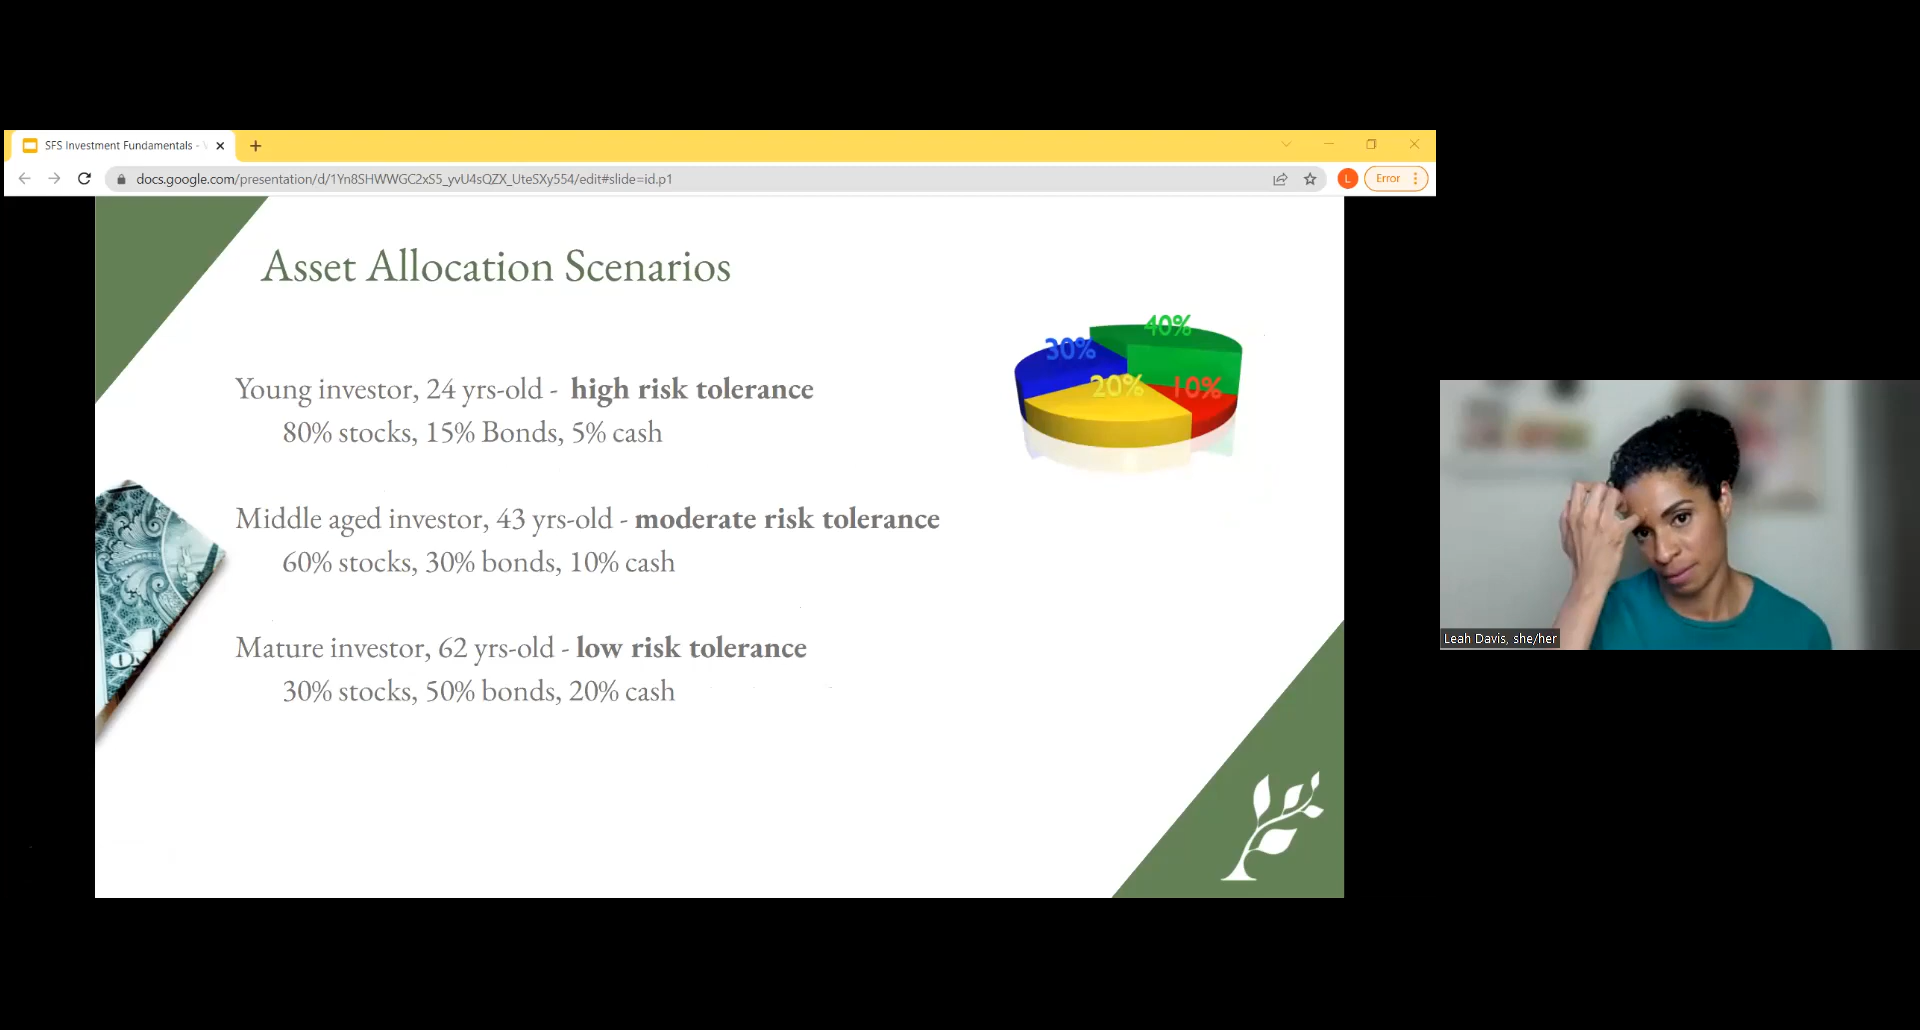 SFS Investment Fundamentals -
docs.google.com/presentation/d/1Yn8SHWWGC2xS5_yvU4sQZX_UteSXy554/edit#slide=id.p1
L
Error
Asset Allocation Scenarios
40%
30%
20%
10%
Young investor, 24 yrs-old - high risk tolerance
80% stocks, 15% Bonds, 5% cash
Middle aged investor, 43 yrs-old - moderate risk tolerance
60% stocks, 30% bonds, 10% cash
Mature investor, 62 yrs-old - low risk tolerance
30% stocks, 50% bonds, 20% cash
Leah Davis, she/her